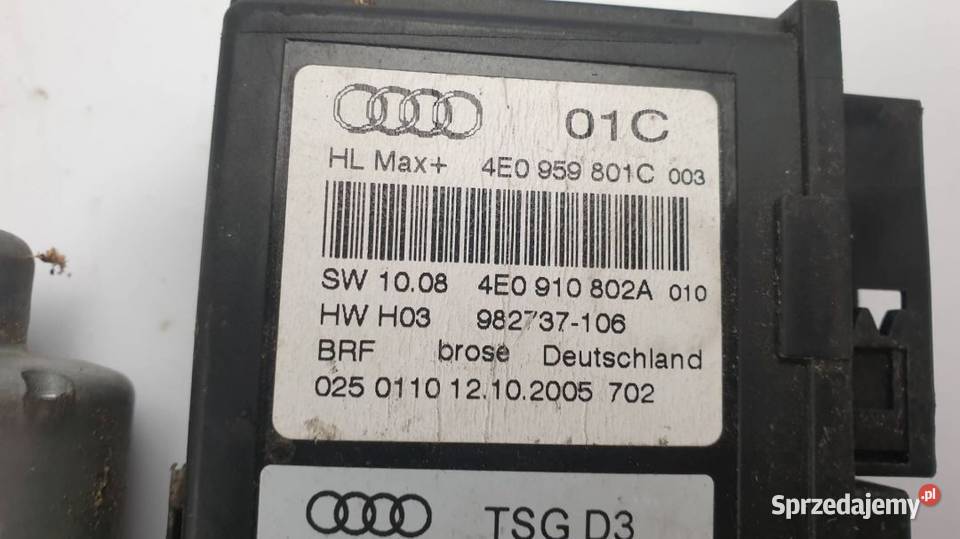 01C
HL Max+ 4E0 959 801C 003
SW 10.08 4E0 910 802A 010
HW H03 982737-106
BRF brose Deutschland
025 0110 12.10.2005 702
TSG D3
Sprzedajemy.pl